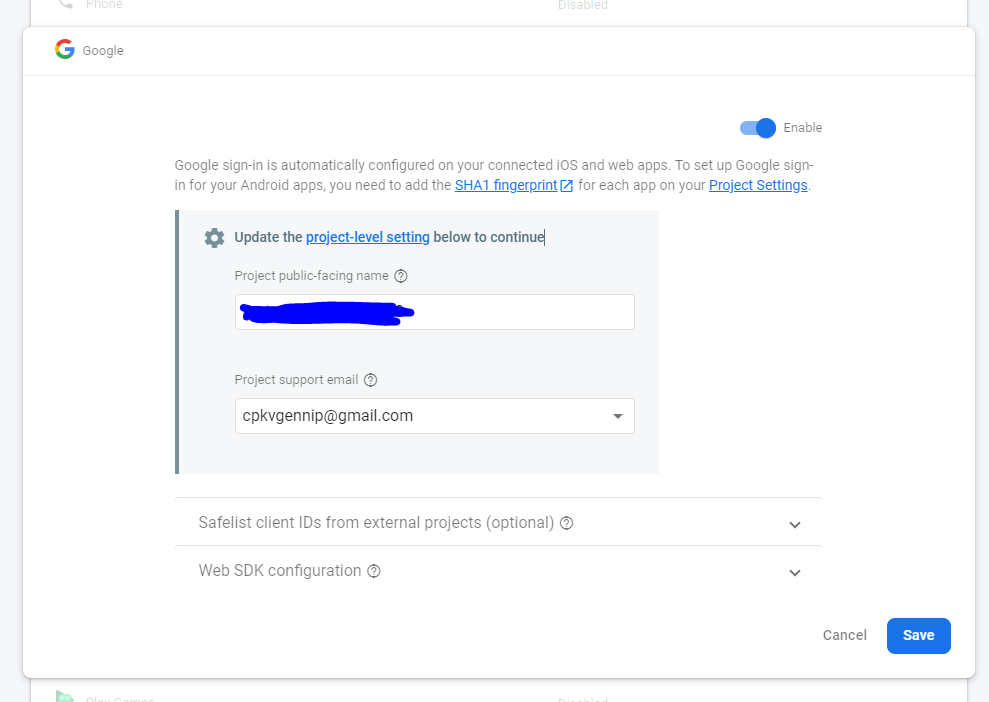 Phone Disabled
Google
Enable
Google sign-in is automatically configured on your connected iOS and web apps. To set up Google sign-
in for your Android apps, you need to add the SHA1 fingerprint for each app on your Project Settings.
Update the project-level setting below to continue
Project public-facing name
Project support email
cpkvgennip@gmail.com
Safelist client IDs from external projects (optional)
Web SDK configuration
Cancel Save
Play Games Disabled